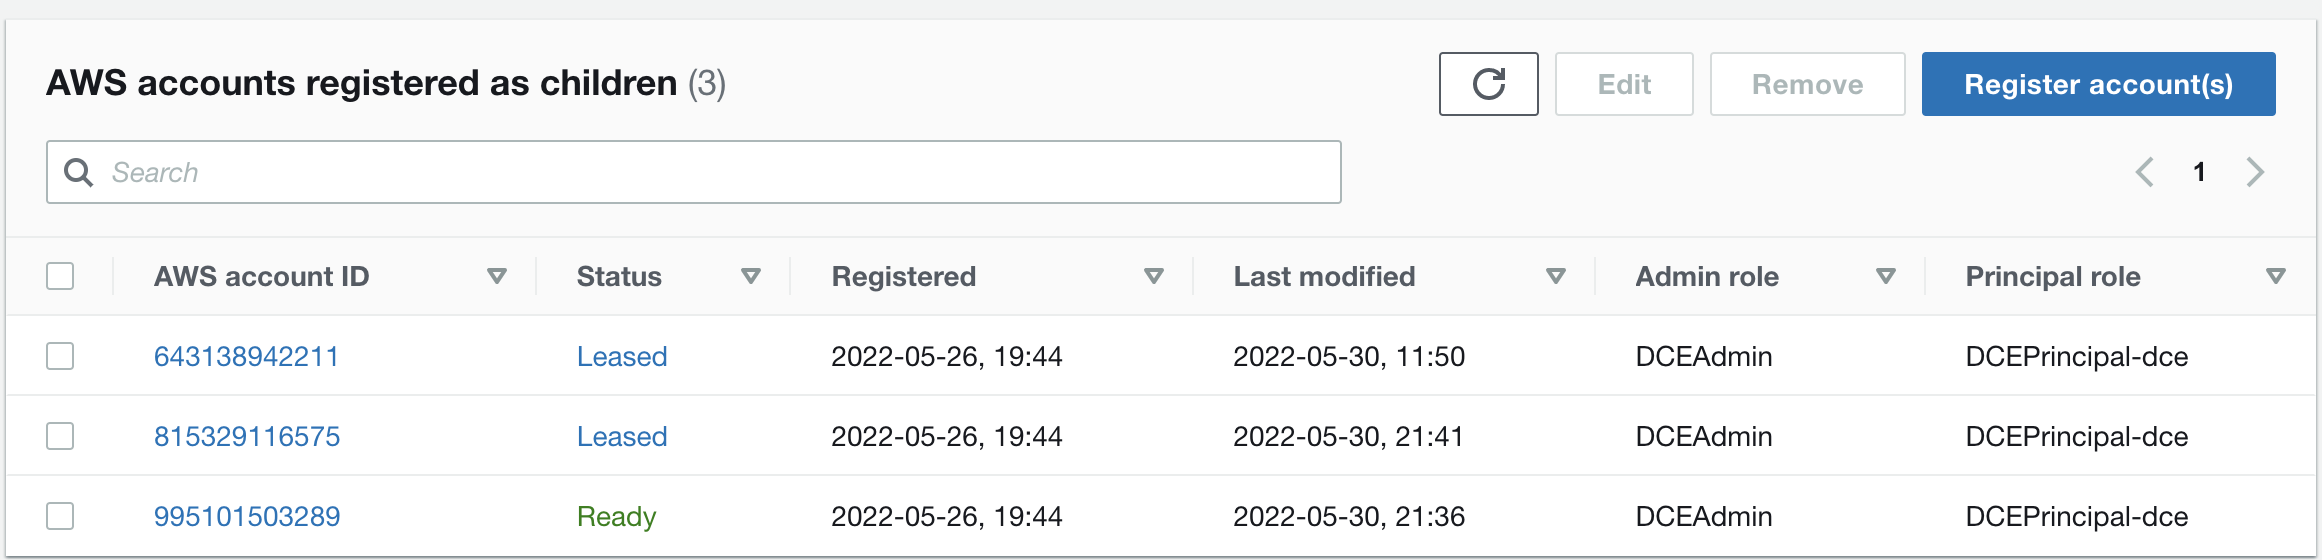 AWS accounts registered as children (3)
Edit
Remove
Register account(s)
Search
1
AWS account ID Status Registered Last modified Admin role Principal role
643138942211 Leased 2022-05-26, 19:44 2022-05-30, 11:50 DCEAdmin DCEPrincipal-dce
815329116575 Leased 2022-05-26, 19:44 2022-05-30, 21:41 DCEAdmin DCEPrincipal-dce
995101503289 Ready 2022-05-26, 19:44 2022-05-30, 21:36 DCEAdmin DCEPrincipal-dce